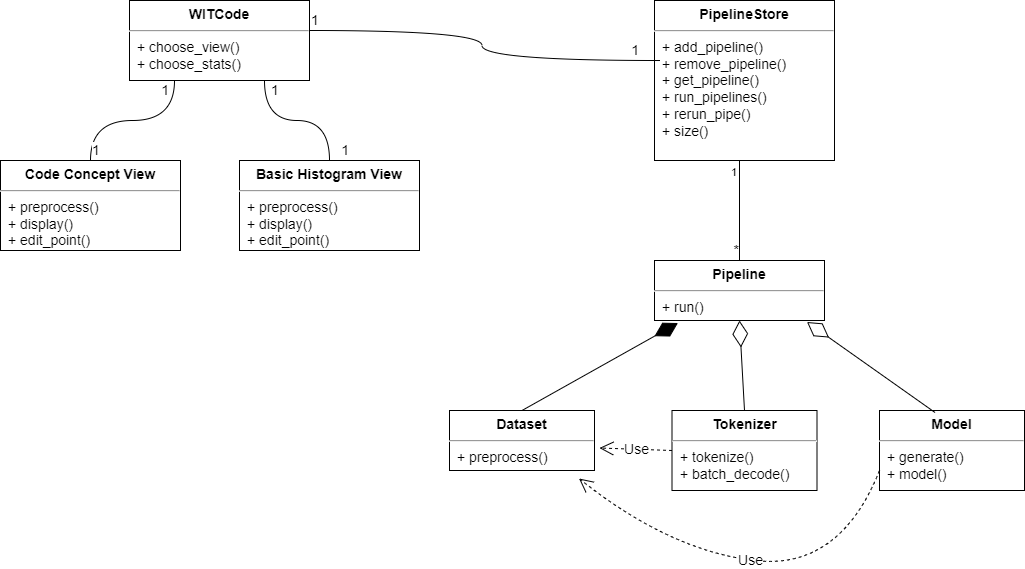 WITCode
+ choose_view()
+ choose_stats()
1
1
PipelineStore
+ add_pipeline()
+ remove_pipeline()
+ get_pipeline()
+ run_pipelines()
+ rerun_pipe()
+ size()
1
1
1
1
Code Concept View
+ preprocess()
+ display()
+ edit_point()
Basic Histogram View
+ preprocess()
+ display()
+ edit_point()
1
*
Pipeline
+ run()
Dataset
+ preprocess()
Use
Tokenizer
+ tokenize()
+ batch_decode()
Model
+ generate()
+ model()
Use